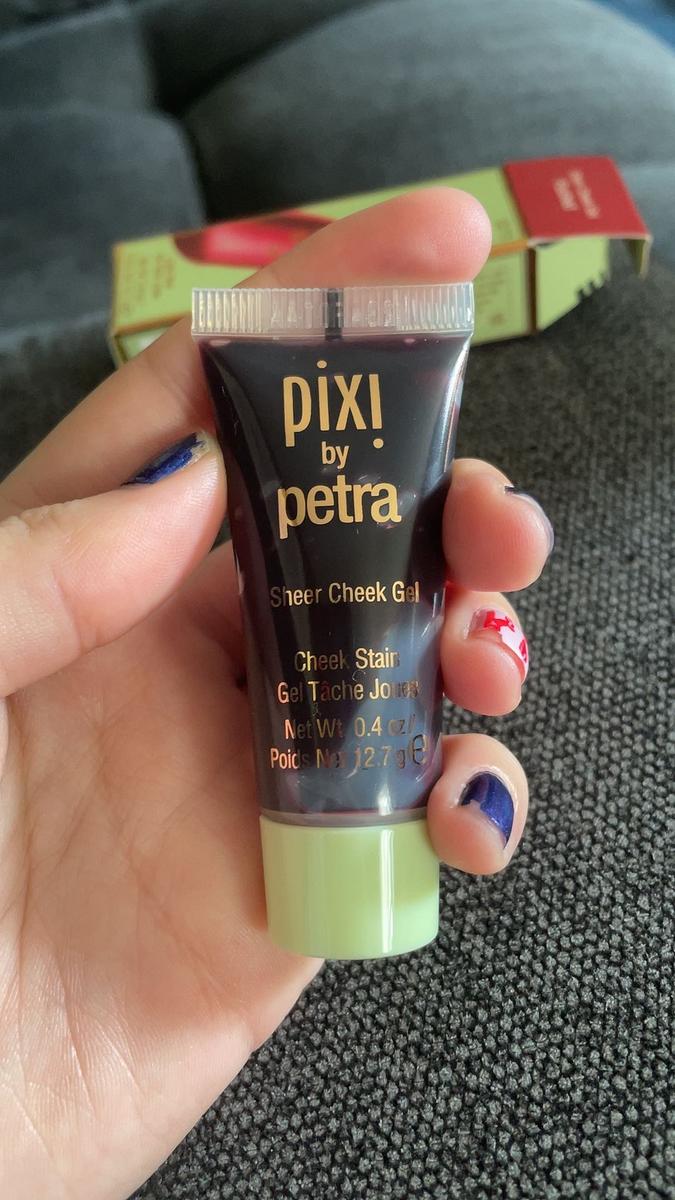 pixi
by
petra
Sheer Cheek Gel
Cheek Stain
Gel Tâche Joues
Net Wt. 0.4 oz /
Poids Net 12.7 g e